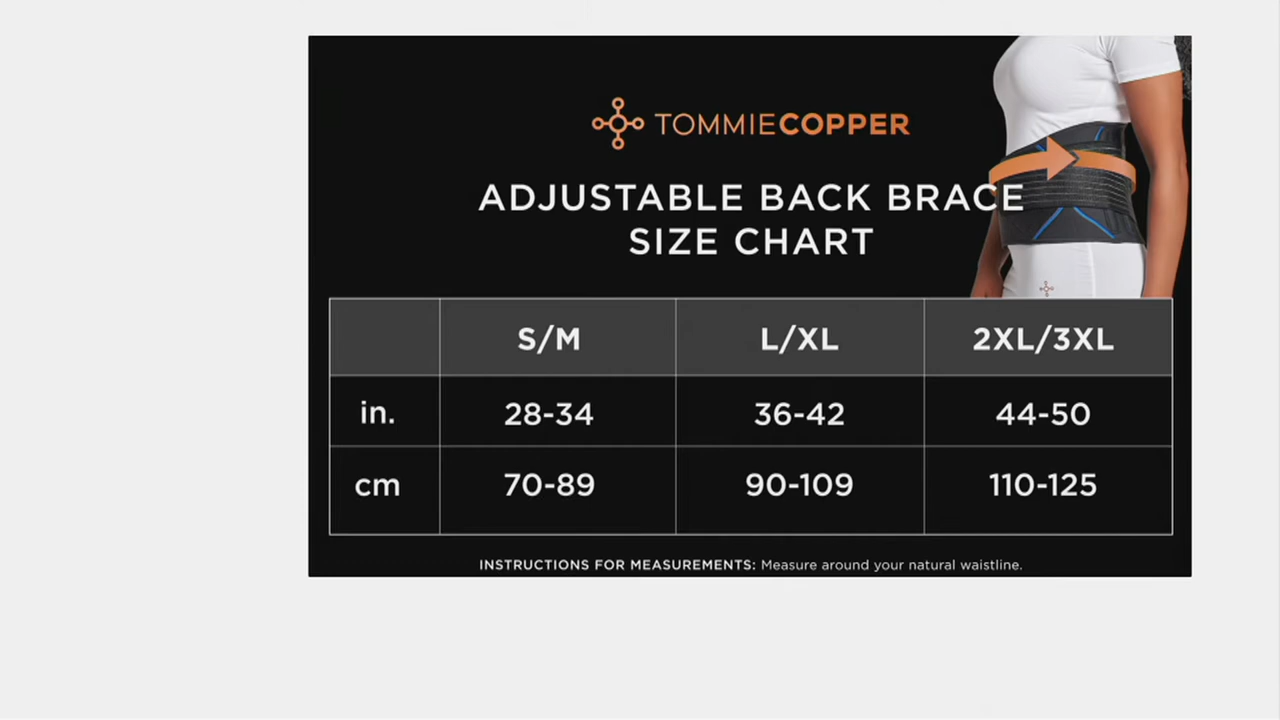 TOMMIECOPPER
ADJUSTABLE BACK BRACE
SIZE CHART
S/M L/XL 2XL/3XL
in. 28-34 36-42 44-50
cm 70-89 90-109 110-125
INSTRUCTIONS FOR MEASUREMENTS: Measure around your natural waistline.